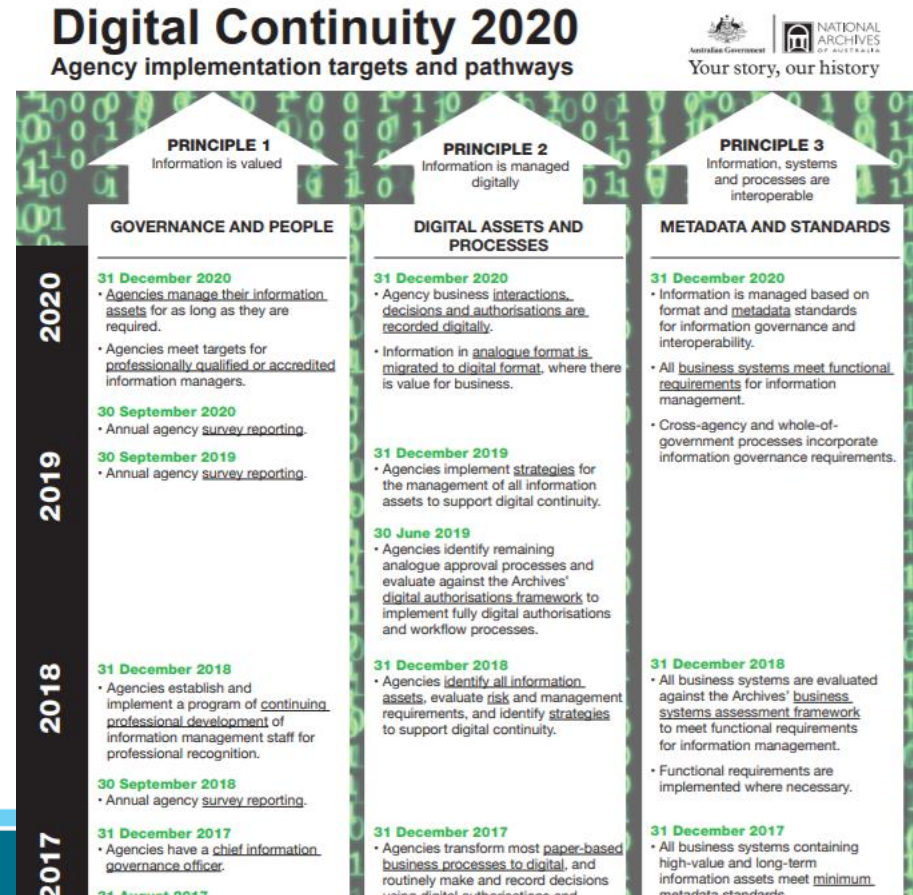 Digital Continuity 2020
Agency implementation targets and pathways
Australian Government
NATIONAL
ARCHIVES
OF AUSTRALIA
Your story, our history
PRINCIPLE 1
Information is valued
PRINCIPLE 2
Information is managed
digitally
PRINCIPLE 3
Information, systems
and processes are
interoperable
GOVERNANCE AND PEOPLE
DIGITAL ASSETS AND
PROCESSES
METADATA AND STANDARDS
2020
31 December 2020
• Agencies manage their information
assets for as long as they are
required.
• Agencies meet targets for
professionally qualified or accredited
information managers.
30 September 2020
• Annual agency survey reporting.
31 December 2020
• Agency business interactions,
decisions and authorisations are
recorded digitally.
• Information in analogue format is
migrated to digital format, where there
is value for business.
31 December 2020
• Information is managed based on
format and metadata standards
for information governance and
interoperability.
• All business systems meet functional
requirements for information
management.
• Cross-agency and whole-of-
government processes incorporate
information governance requirements.
2019
30 September 2019
• Annual agency survey reporting.
31 December 2019
• Agencies implement strategies for
the management of all information
assets to support digital continuity.
30 June 2019
• Agencies identify remaining
analogue approval processes and
evaluate against the Archives'
digital authorisations framework to
implement fully digital authorisations
and workflow processes.
2018
31 December 2018
• Agencies establish and
implement a program of continuing
professional development of
information management staff for
professional recognition.
30 September 2018
• Annual agency survey reporting.
31 December 2018
• Agencies identify all information
assets, evaluate risk and management
requirements, and identify strategies
to support digital continuity.
31 December 2018
• All business systems are evaluated
against the Archives' business
systems assessment framework
to meet functional requirements
for information management.
• Functional requirements are
implemented where necessary.
2017
31 December 2017
• Agencies have a chief information
governance officer.
31 August 2017
31 December 2017
• Agencies transform most paper-based
business processes to digital, and
routinely make and record decisions
using digital authorisations and
31 December 2017
• All business systems containing
high-value and long-term
information assets meet minimum
metadata standards.